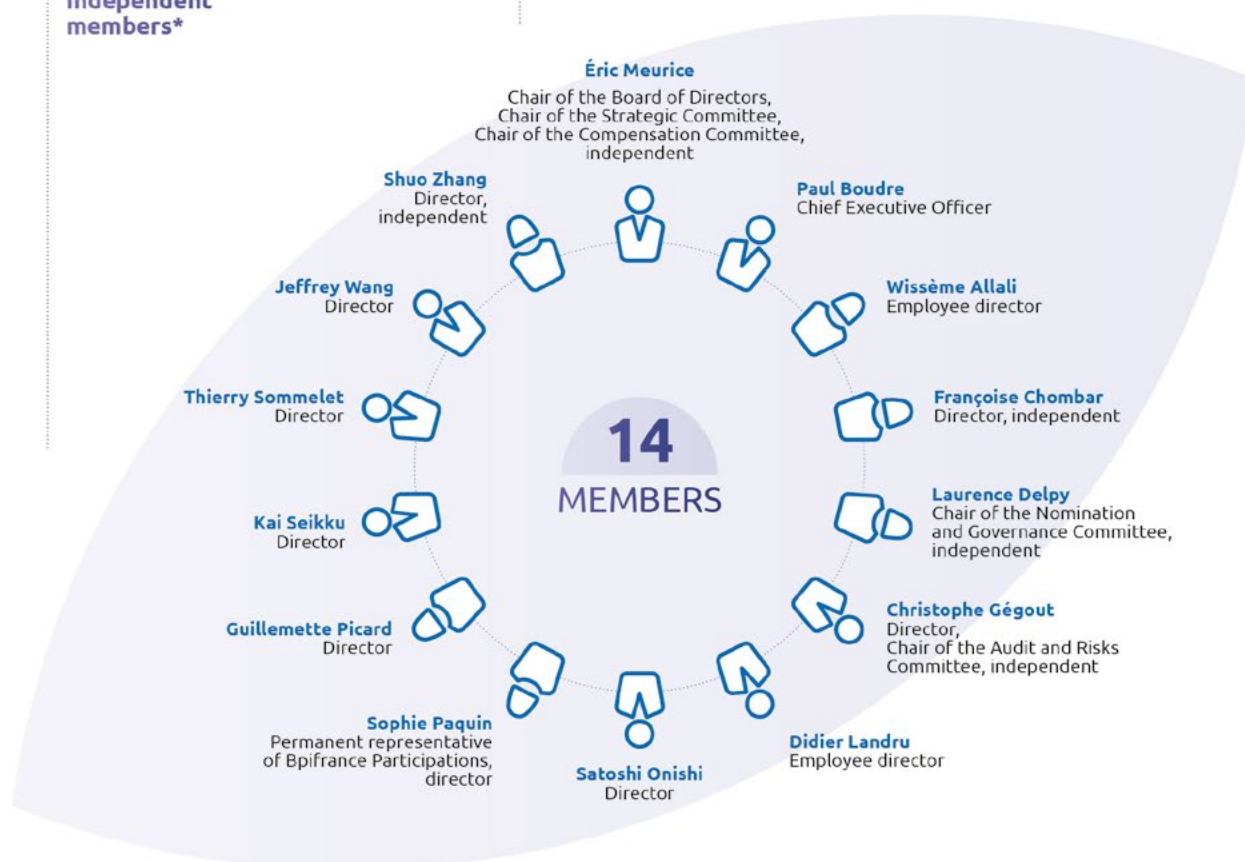 independent
members*
Éric Meurice
Chair of the Board of Directors,
Chair of the Strategic Committee,
Chair of the Compensation Committee,
independent
Paul Boudre
Chief Executive Officer
Wissème Allali
Employee director
Françoise Chombar
Director, independent
Laurence Delpy
Chair of the Nomination
and Governance Committee,
independent
Christophe Gégout
Director,
Chair of the Audit and Risks
Committee, independent
Didier Landru
Employee director
Satoshi Onishi
Director
Sophie Paquin
Permanent representative
of Bpifrance Participations,
director
Guillemette Picard
Director
Kai Seikku
Director
Thierry Sommelet
Director
Jeffrey Wang
Director
Shuo Zhang
Director,
independent
14
MEMBERS